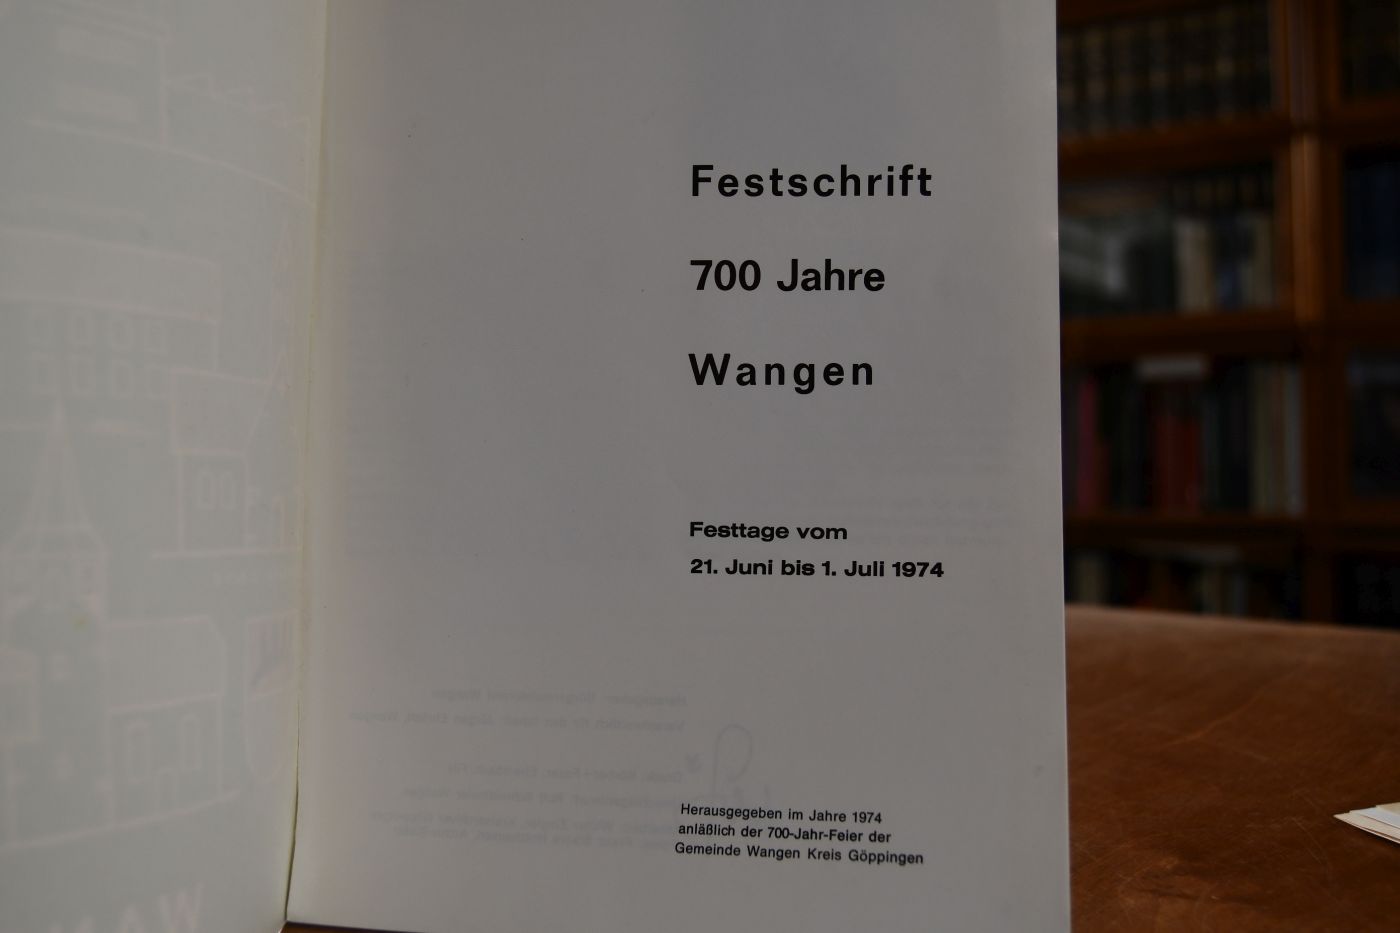 Festschrift
700 Jahre
Wangen
Festtage vom
21. Juni bis 1. Juli 1974
Herausgegeben im Jahre 1974
anläßlich der 700-Jahr-Feier der
Gemeinde Wangen Kreis Göppingen